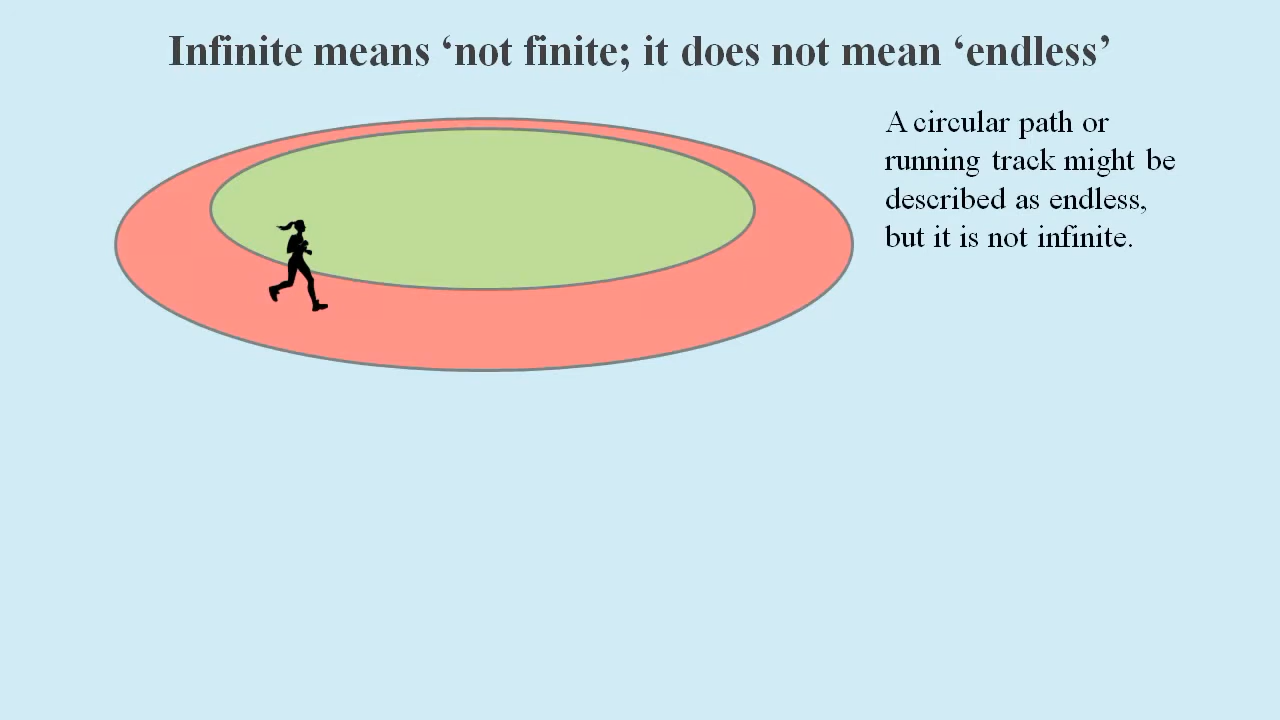 Infinite means ‘not finite; it does not mean ‘endless’
A circular path or
running track might be
described as endless,
but it is not infinite.